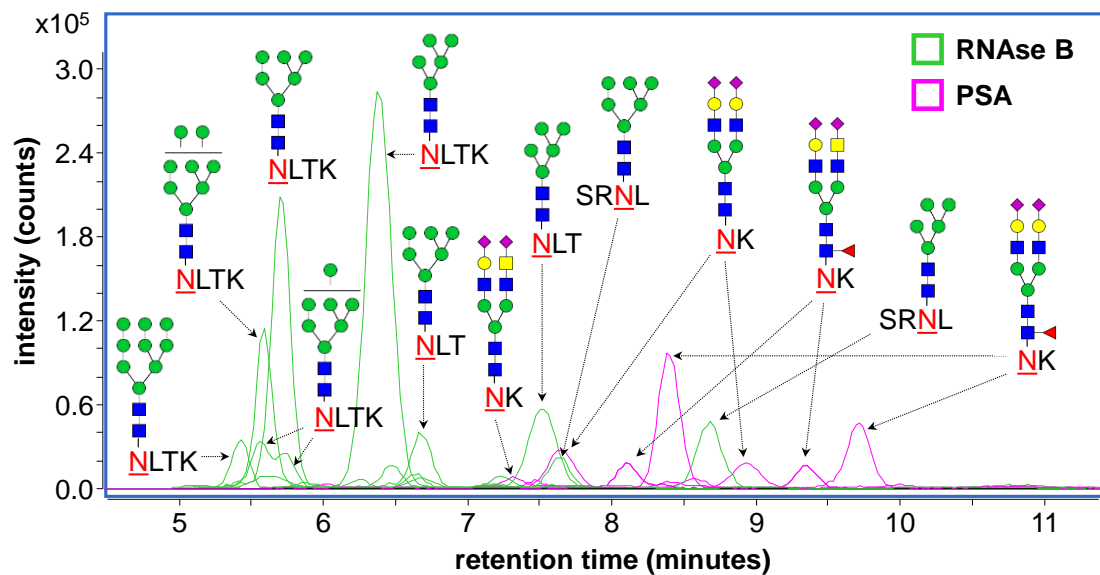 x10⁵
intensity (counts)
3.0
2.4
1.8
1.2
0.6
0.0
RNAse B
PSA
NLTK
NLTK
NLTK
NLTK
NLTK
NLT
NK
NLT
SRNL
NK
NK
SRNL
NK
5
6
7
8
9
10
11
retention time (minutes)